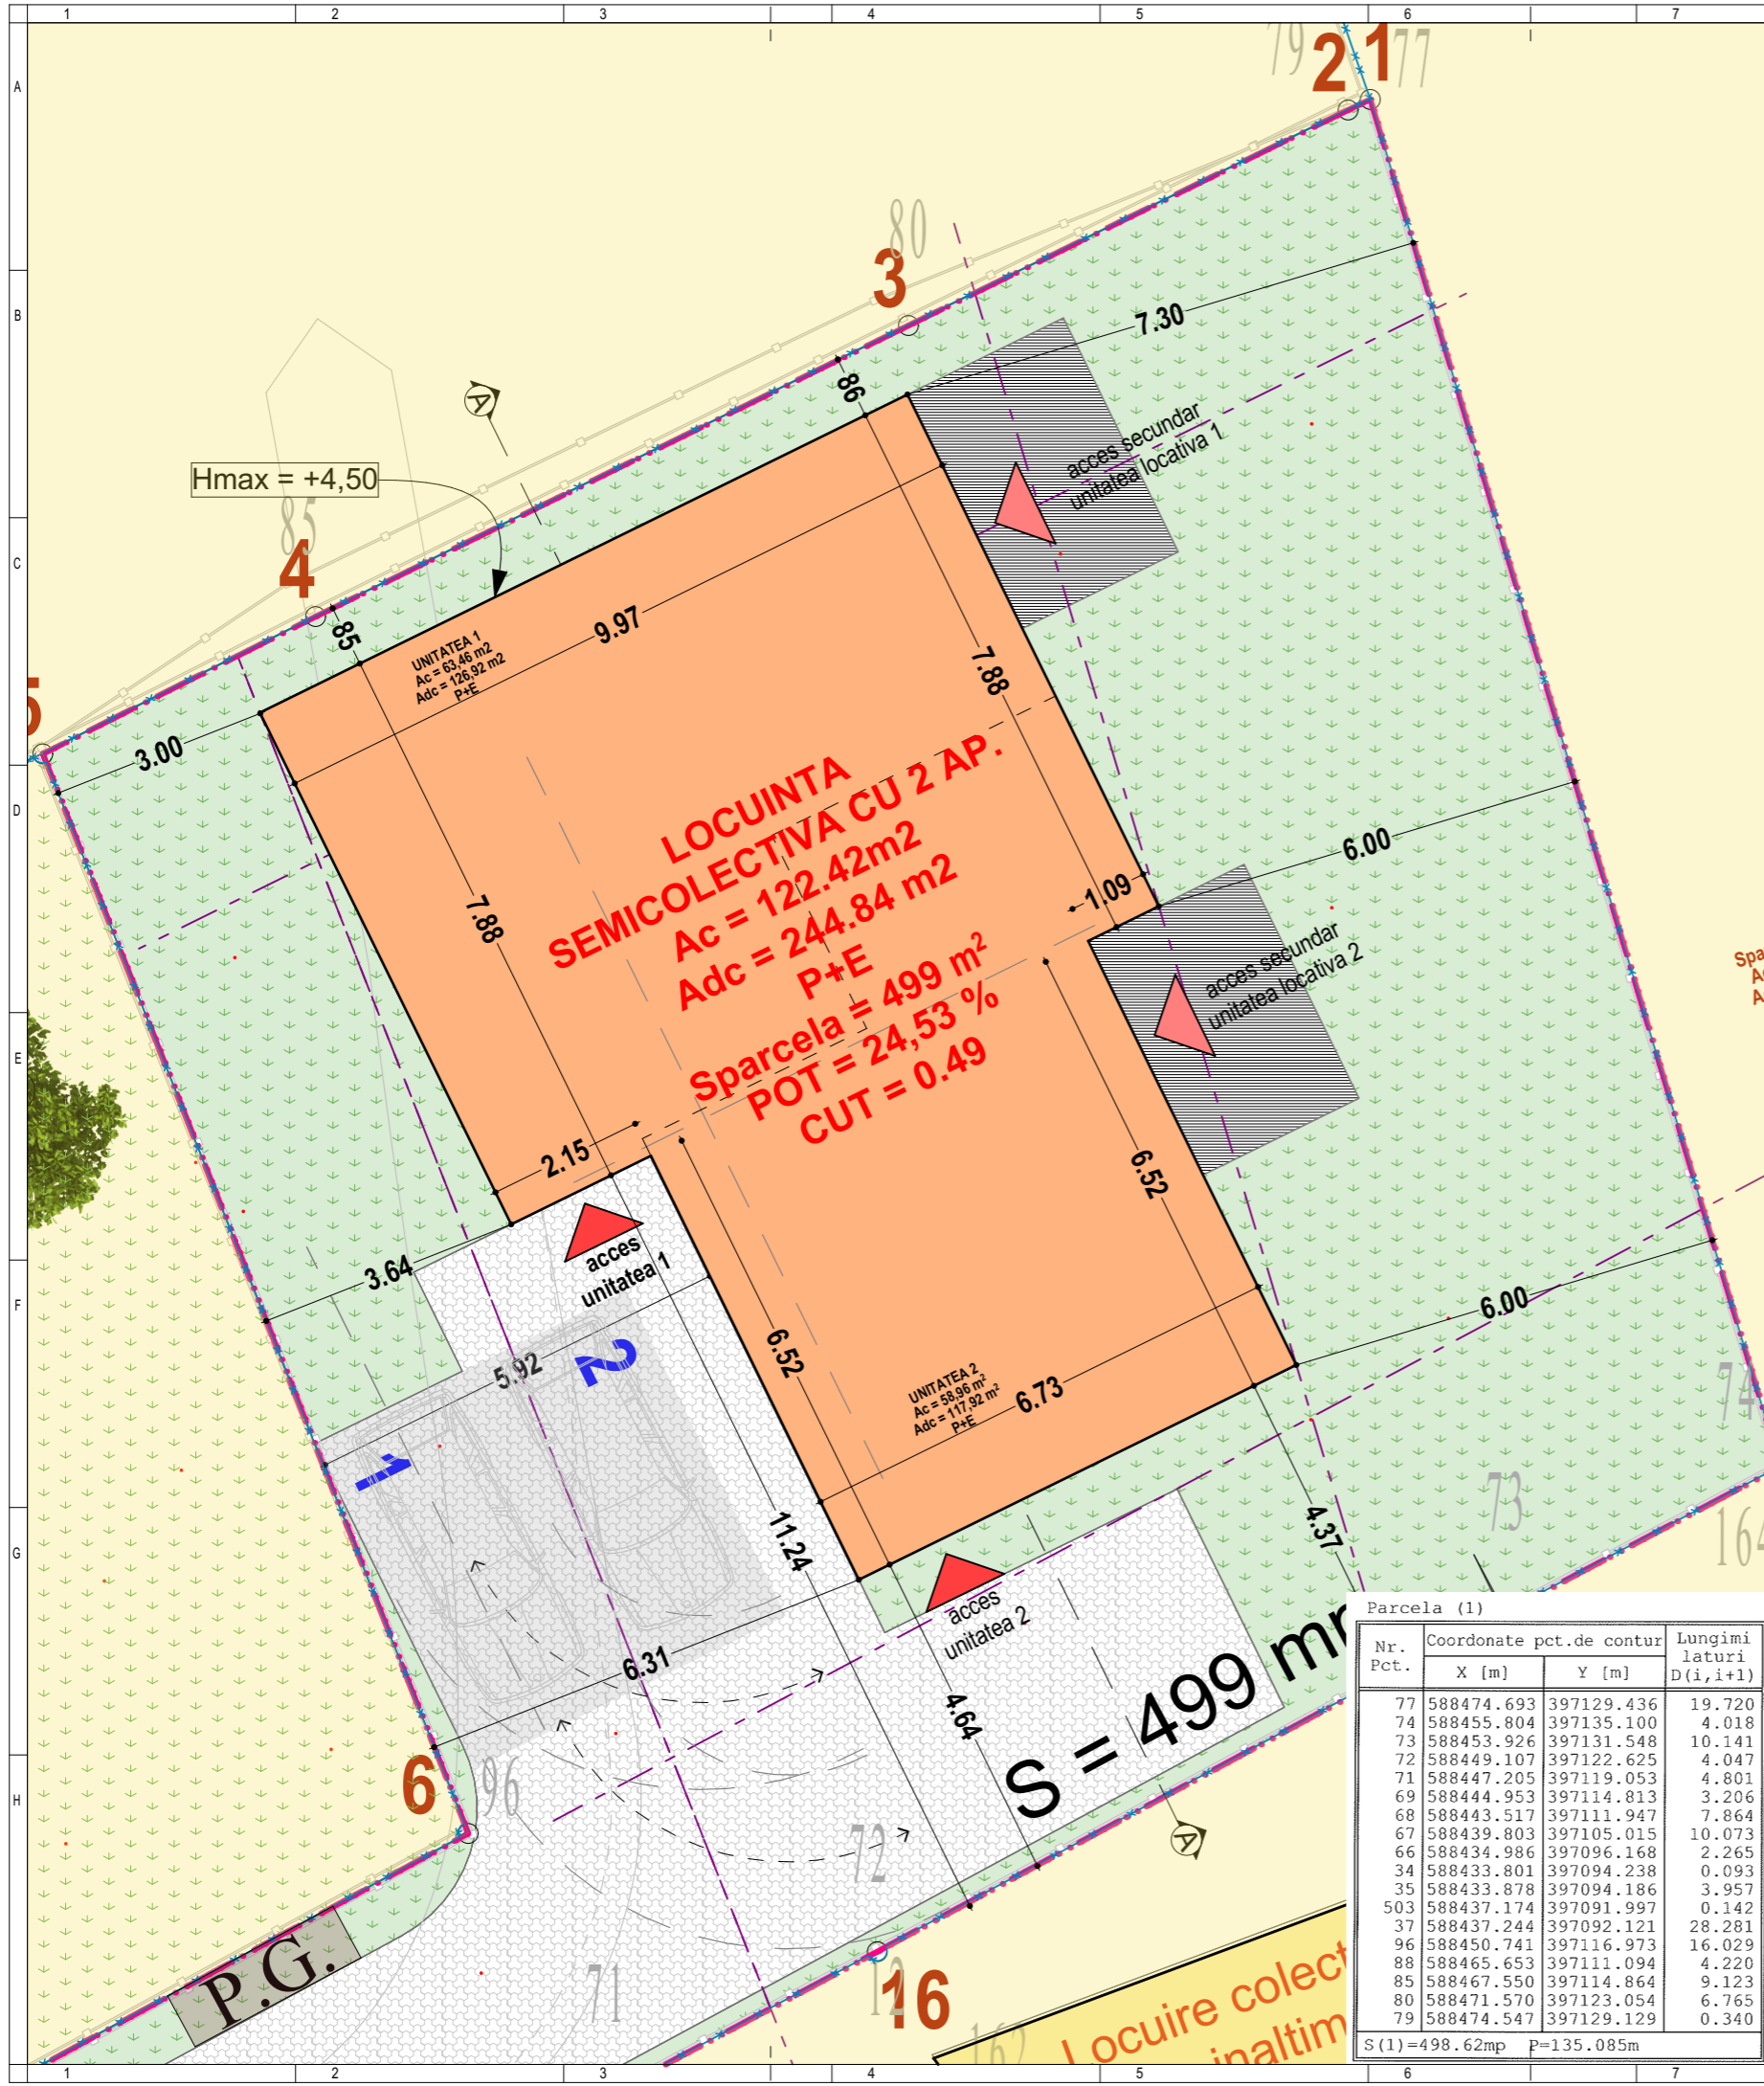 1 2 3 4 5 6 7
A
B
C
D
E
F
G
H
79
2
1
77
80
3
7.30
86
A
Hmax = +4,50
85
4
acces secundar
unitatea locativa 1
85
9.97
UNITATEA 1
Ac = 63,46 m2
Adc = 126,92 m2
P+E
7.88
5
3.00
LOCUINTA
SEMICOLECTIVA CU 2 AP.
Ac = 122.42m2
Adc = 244.84 m2
P+E
Sparcela = 499 m²
POT = 24,53 %
CUT = 0.49
7.88
1.09
6.00
acces secundar
unitatea locativa 2
2.15
6.52
acces
unitatea 1
3.64
6.00
5.92
2
1
6.52
UNITATEA 2
Ac = 58,96 m²
Adc = 117,92 m²
P+E
6.73
74
73
164
11.24
4.37
acces
unitatea 2
6.31
4.64
S = 499 m
6
96
72
A
P.G.
71
12
16
162
Locuire colect
inaltim
Parcela (1)
Nr. Pct. Coordonate pct.de contur Lungimi laturi
X [m] Y [m] D(i,i+1)
77 588474.693 397129.436 19.720
74 588455.804 397135.100 4.018
73 588453.926 397131.548 10.141
72 588449.107 397122.625 4.047
71 588447.205 397119.053 4.801
69 588444.953 397114.813 3.206
68 588443.517 397111.947 7.864
67 588439.803 397105.015 10.073
66 588434.986 397096.168 2.265
34 588433.801 397094.238 0.093
35 588433.878 397094.186 3.957
503 588437.174 397091.997 0.142
37 588437.244 397092.121 28.281
96 588450.741 397116.973 16.029
88 588465.653 397111.094 4.220
85 588467.550 397114.864 9.123
80 588471.570 397123.054 6.765
79 588474.547 397129.129 0.340
S(1)=498.62mp P=135.085m
1 2 3 4 5 6 7